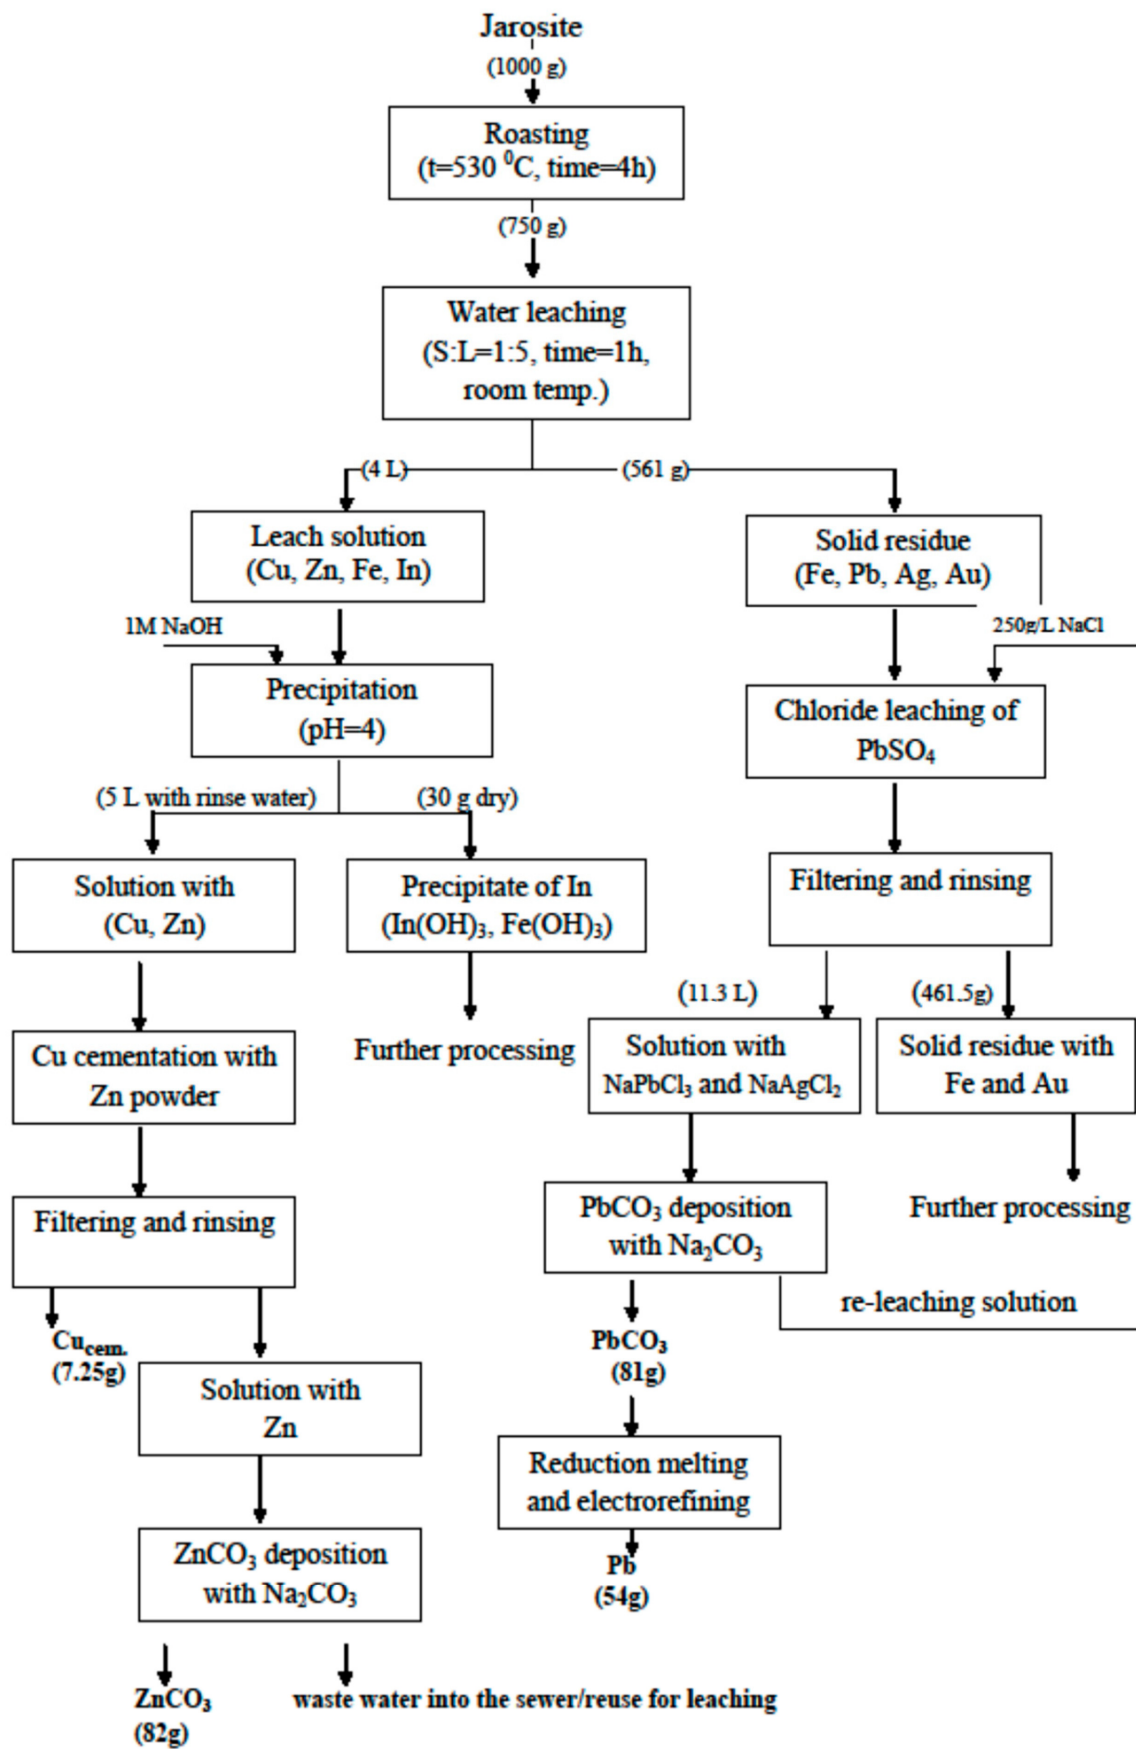 Jarosite
(1000 g)
Roasting
(t=530 ⁰C, time=4h)
(750 g)
Water leaching
(S:L=1:5, time=1h,
room temp.)
(4 L)
(561 g)
Leach solution
(Cu, Zn, Fe, In)
Solid residue
(Fe, Pb, Ag, Au)
1M NaOH
250g/L NaCl
Precipitation
(pH=4)
Chloride leaching of
PbSO₄
(5 L with rinse water)
(30 g dry)
Solution with
(Cu, Zn)
Precipitate of In
(In(OH)₃, Fe(OH)₃)
Filtering and rinsing
(11.3 L)
(461.5g)
Cu cementation with
Zn powder
Further processing
Solution with
NaPbCl₃ and NaAgCl₂
Solid residue with
Fe and Au
Filtering and rinsing
PbCO₃ deposition
with Na₂CO₃
Further processing
re-leaching solution
Cu_cem.
(7.25g)
PbCO₃
(81g)
Solution with
Zn
Reduction melting
and electrorefining
ZnCO₃ deposition
with Na₂CO₃
Pb
(54g)
ZnCO₃
(82g)
waste water into the sewer/reuse for leaching